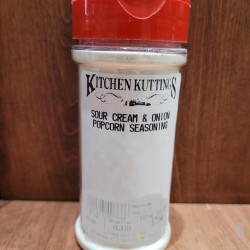 KITCHEN KUTTINGS
SOUR CREAM & ONION
POPCORN SEASONING